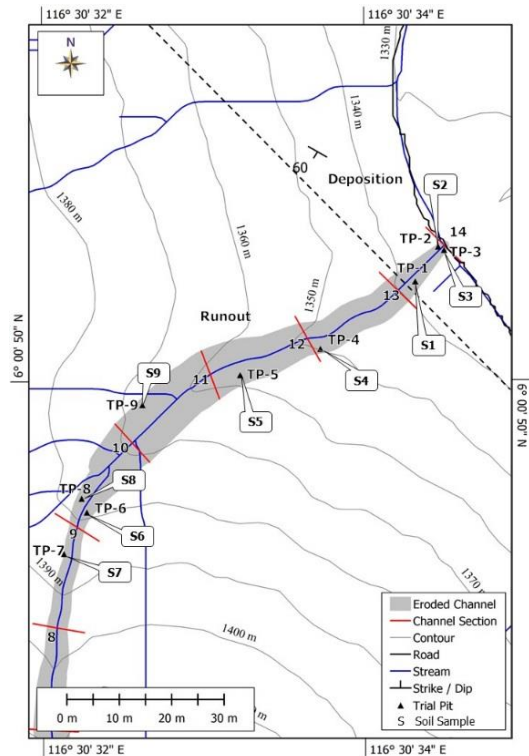 116° 30' 32" E
116° 30' 34" E
N
1330 m
1340 m
60
Deposition
S2
14
TP-2
TP-3
1380 m
1360 m
TP-1
S3
13
1350 m
Runout
S1
12
TP-4
S9
11
6° 00' 50" N
6° 00' 50" N
TP-5
S4
TP-9
S5
10
S8
TP-8
TP-6
9
S6
TP-7
1390 m
S7
1370 m
8
1400 m
Eroded Channel
Channel Section
Contour
Road
Stream
Strike / Dip
Trial Pit
S Soil Sample
0 m 10 m 20 m 30 m
116° 30' 32" E
116° 30' 34" E